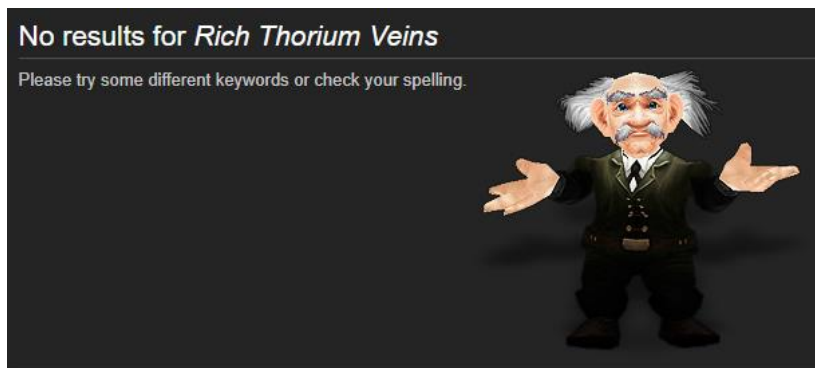 No results for Rich Thorium Veins
Please try some different keywords or check your spelling.